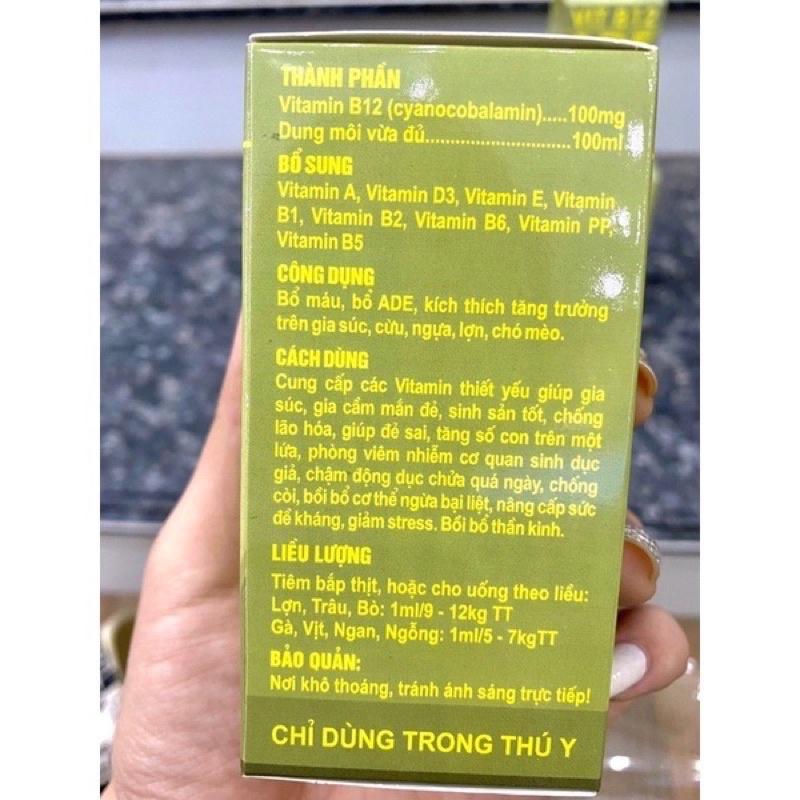 THÀNH PHẦN
Vitamin B12 (cyanocobalamin).....100mg
Dung môi vừa đủ.............................100ml
BỔ SUNG
Vitamin A, Vitamin D3, Vitamin E, Vitamin
B1, Vitamin B2, Vitamin B6, Vitamin PP,
Vitamin B5
CÔNG DỤNG
Bổ máu, bổ ADE, kích thích tăng trưởng
trên gia súc, cừu, ngựa, lợn, chó mèo.
CÁCH DÙNG
Cung cấp các Vitamin thiết yếu giúp gia
súc, gia cầm mắn đẻ, sinh sản tốt, chống
lão hóa, giúp đẻ sai, tăng số con trên một
lứa, phòng viêm nhiễm cơ quan sinh dục
giả, chậm động dục chửa quá ngày, chống
còi, bồi bổ cơ thể ngừa bại liệt, nâng cấp sức
đề kháng, giảm stress. Bồi bổ thần kinh.
LIỀU LƯỢNG
Tiêm bắp thịt, hoặc cho uống theo liều:
Lợn, Trâu, Bò: 1ml/9 - 12kg TT
Gà, Vịt, Ngan, Ngỗng: 1ml/5 - 7kgTT
BẢO QUẢN:
Nơi khô thoáng, tránh ánh sáng trực tiếp!
CHỈ DÙNG TRONG THÚ Y